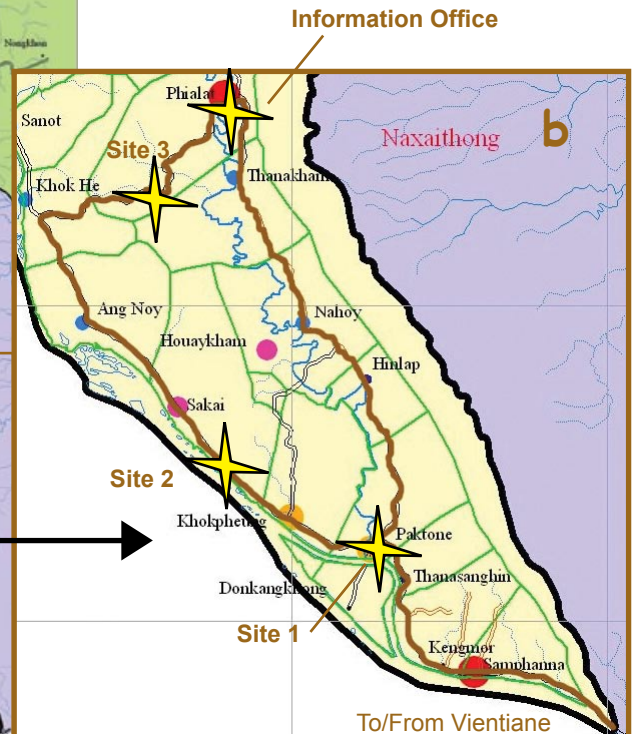 Information Office
Nongkhon
Phialat
b
Naxaithong
Sanot
Site 3
Thanakham
Khok He
Ang Noy
Nahoy
Houaykham
Hinlap
Sakai
Site 2
Khokpheung
Paktone
Thanasanghin
Donkangkhong
Site 1
Kengmor
Samphanna
To/From Vientiane